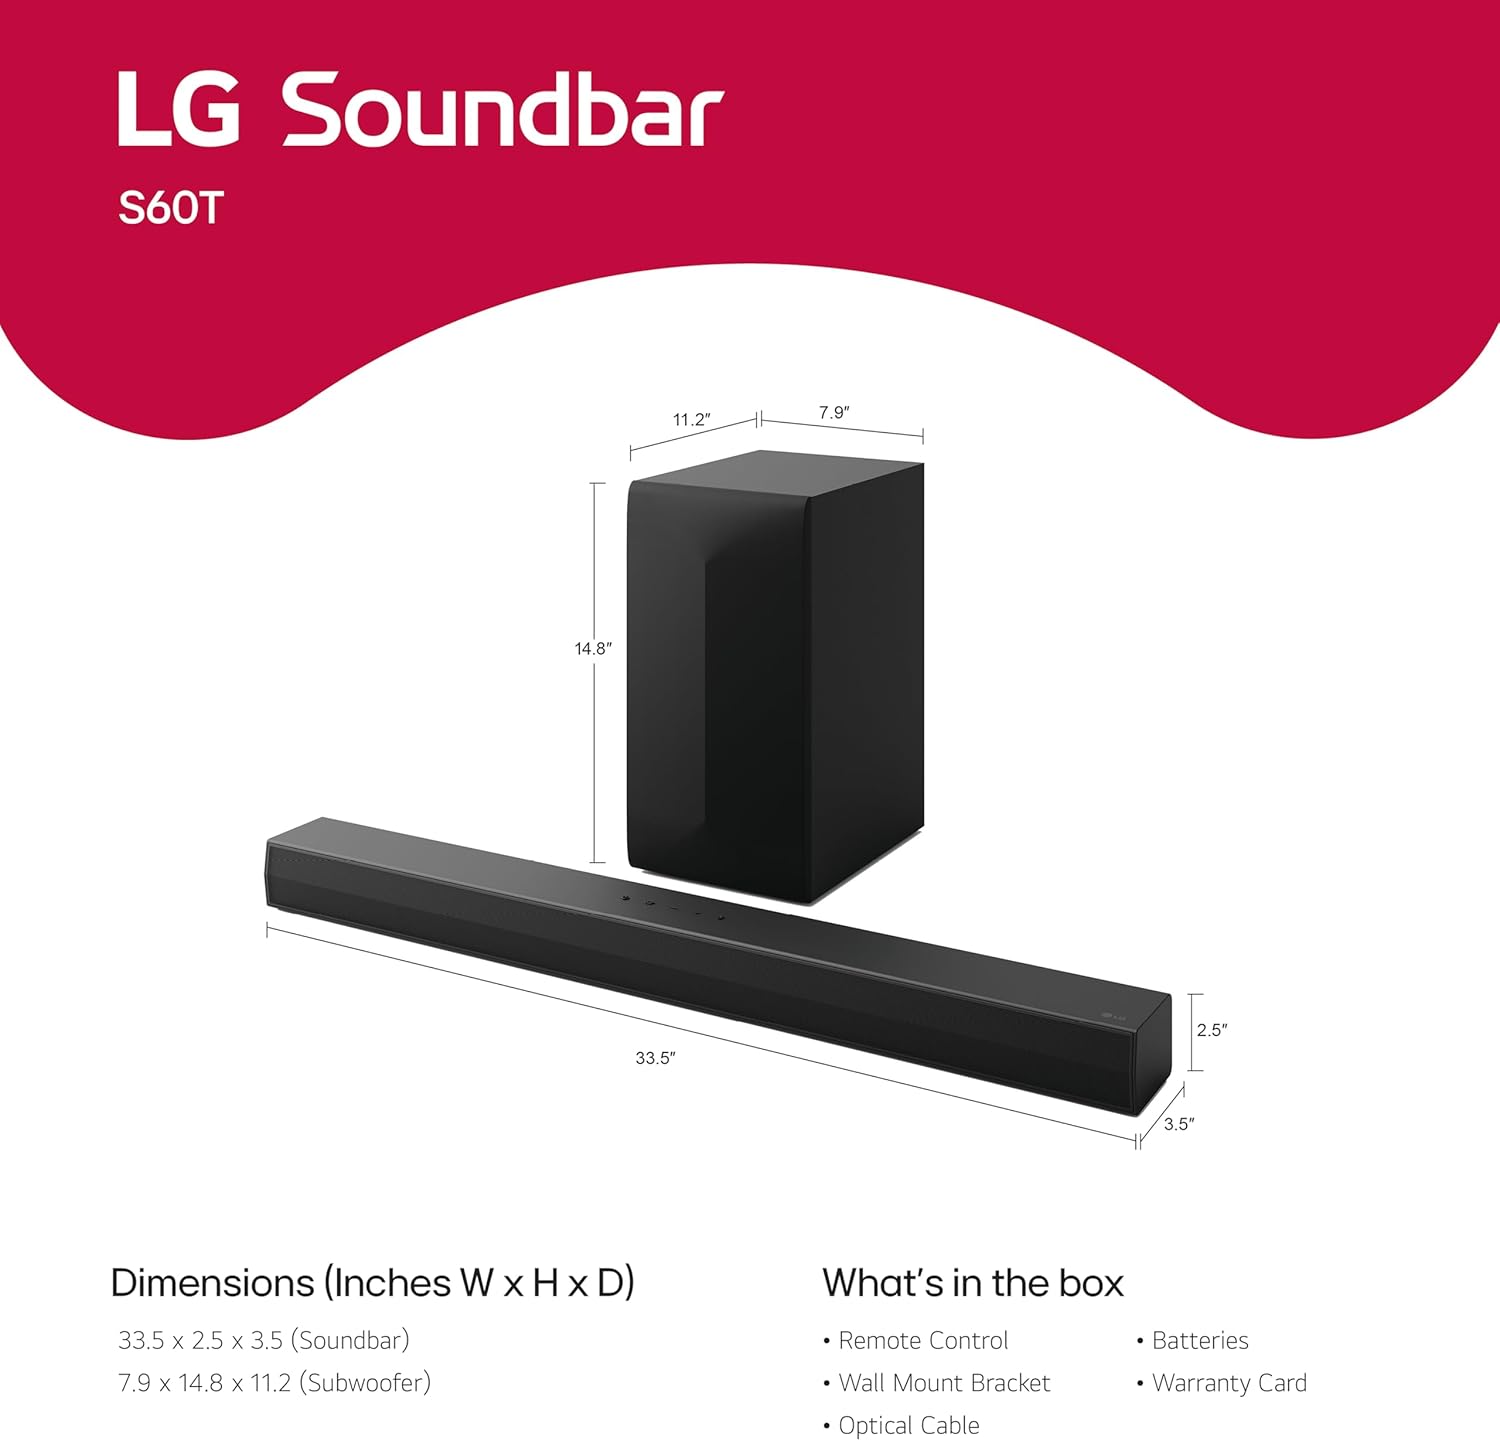 LG Soundbar
S60T
11.2″
7.9″
14.8″
33.5″
2.5″
3.5″
LG
Dimensions (Inches W x H x D)
33.5 x 2.5 x 3.5 (Soundbar)
7.9 x 14.8 x 11.2 (Subwoofer)
What's in the box
• Remote Control
• Wall Mount Bracket
• Optical Cable
• Batteries
• Warranty Card